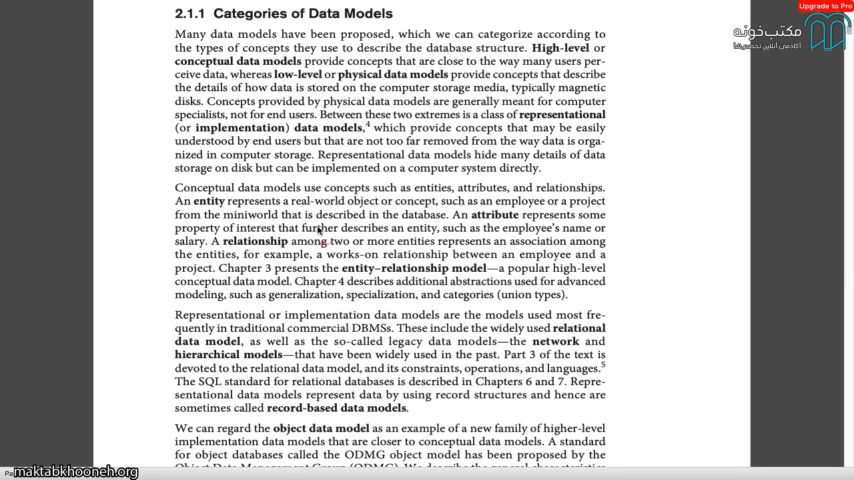 Upgrade to Pro
مکتب‌خونه
آکادمی آنلاین تخصص‌ها
2.1.1 Categories of Data Models
Many data models have been proposed, which we can categorize according to
the types of concepts they use to describe the database structure. High-level or
conceptual data models provide concepts that are close to the way many users per-
ceive data, whereas low-level or physical data models provide concepts that describe
the details of how data is stored on the computer storage media, typically magnetic
disks. Concepts provided by physical data models are generally meant for computer
specialists, not for end users. Between these two extremes is a class of representational
(or implementation) data models,4 which provide concepts that may be easily
understood by end users but that are not too far removed from the way data is orga-
nized in computer storage. Representational data models hide many details of data
storage on disk but can be implemented on a computer system directly.
Conceptual data models use concepts such as entities, attributes, and relationships.
An entity represents a real-world object or concept, such as an employee or a project
from the miniworld that is described in the database. An attribute represents some
property of interest that further describes an entity, such as the employee's name or
salary. A relationship among two or more entities represents an association among
the entities, for example, a works-on relationship between an employee and a
project. Chapter 3 presents the entity–relationship model—a popular high-level
conceptual data model. Chapter 4 describes additional abstractions used for advanced
modeling, such as generalization, specialization, and categories (union types).
Representational or implementation data models are the models used most fre-
quently in traditional commercial DBMSs. These include the widely used relational
data model, as well as the so-called legacy data models—the network and
hierarchical models—that have been widely used in the past. Part 3 of the text is
devoted to the relational data model, and its constraints, operations, and languages.5
The SQL standard for relational databases is described in Chapters 6 and 7. Repre-
sentational data models represent data by using record structures and hence are
sometimes called record-based data models.
We can regard the object data model as an example of a new family of higher-level
implementation data models that are closer to conceptual data models. A standard
for object databases called the ODMG object model has been proposed by the
Object Data Management Group (ODMG). We describe the general characteristics
maktabkhooneh.org